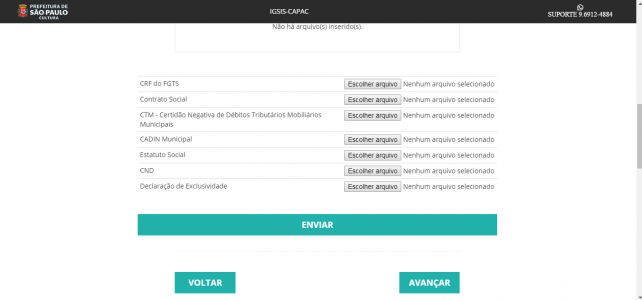 PREFEITURA DE
SÃO PAULO
CULTURA
IGSIS-CAPAC
SUPORTE 9.6912-4884
Não há arquivo(s) inserido(s).
CRF do FGTS Escolher arquivo Nenhum arquivo selecionado
Contrato Social Escolher arquivo Nenhum arquivo selecionado
CTM - Certidão Negativa de Débitos Tributários Mobiliários Escolher arquivo Nenhum arquivo selecionado
Municipais
CADIN Municipal Escolher arquivo Nenhum arquivo selecionado
Estatuto Social Escolher arquivo Nenhum arquivo selecionado
CND Escolher arquivo Nenhum arquivo selecionado
Declaração de Exclusividade Escolher arquivo Nenhum arquivo selecionado
ENVIAR
VOLTAR AVANÇAR